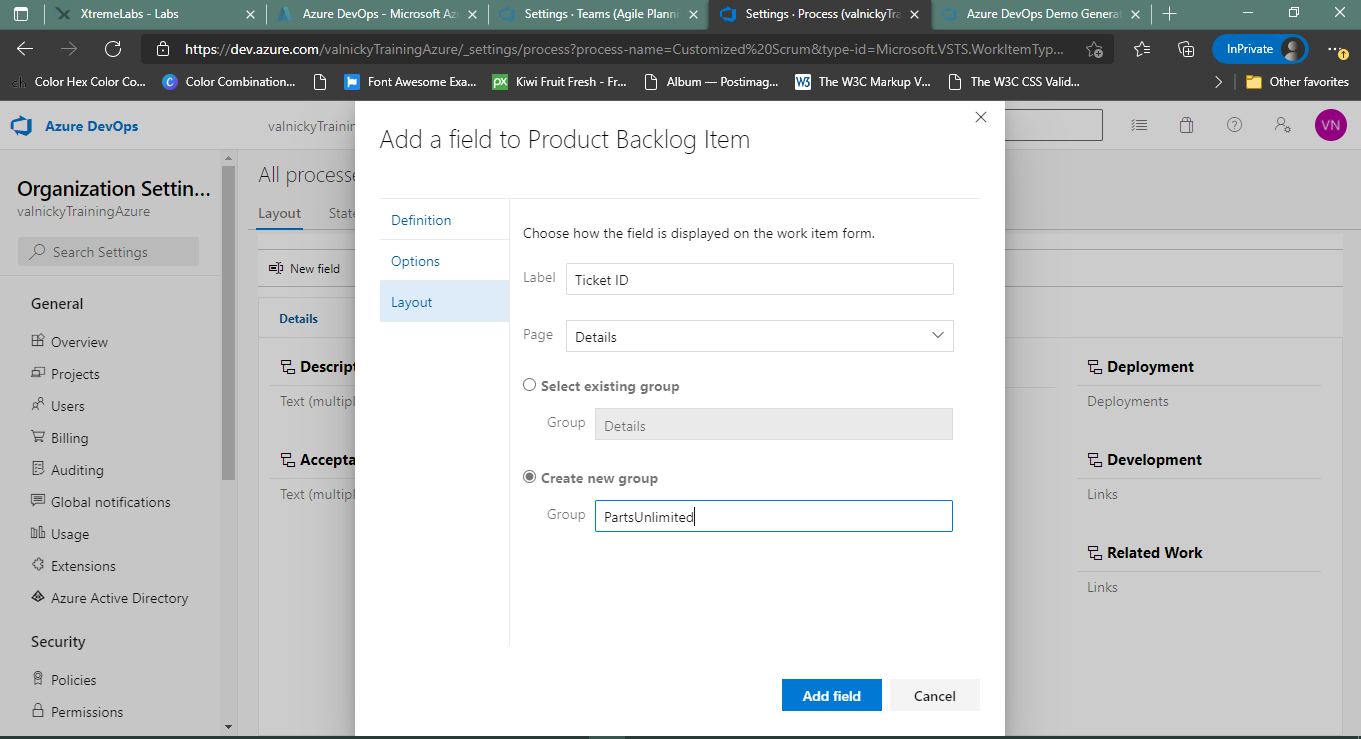 XtremeLabs - Labs
Azure DevOps - Microsoft Az
Settings · Teams (Agile Planni
Settings · Process (valnickyTra
Azure DevOps Demo Genera
https://dev.azure.com/valnickyTrainingAzure/_settings/process?process-name=Customized%20Scrum&type-id=Microsoft.VSTS.WorkItemTyp...
InPrivate
ch Color Hex Color Co...
C Color Combination...
Font Awesome Exa...
px Kiwi Fruit Fresh - Fr...
Album — Postimag...
W3 The W3C Markup V...
The W3C CSS Valid...
Other favorites
Azure DevOps
valnickyTrainin
VN
Organization Settin...
valnickyTrainingAzure
Search Settings
General
Overview
Projects
Users
Billing
Auditing
Global notifications
Usage
Extensions
Azure Active Directory
Security
Policies
Permissions
All processe
Layout State
New field
Details
Descript
Text (multipl
Accepta
Text (multipl
Add a field to Product Backlog Item
Definition
Options
Layout
Choose how the field is displayed on the work item form.
Label Ticket ID
Page Details
Select existing group
Group Details
Create new group
Group PartsUnlimited
Add field Cancel
Deployment
Deployments
Development
Links
Related Work
Links